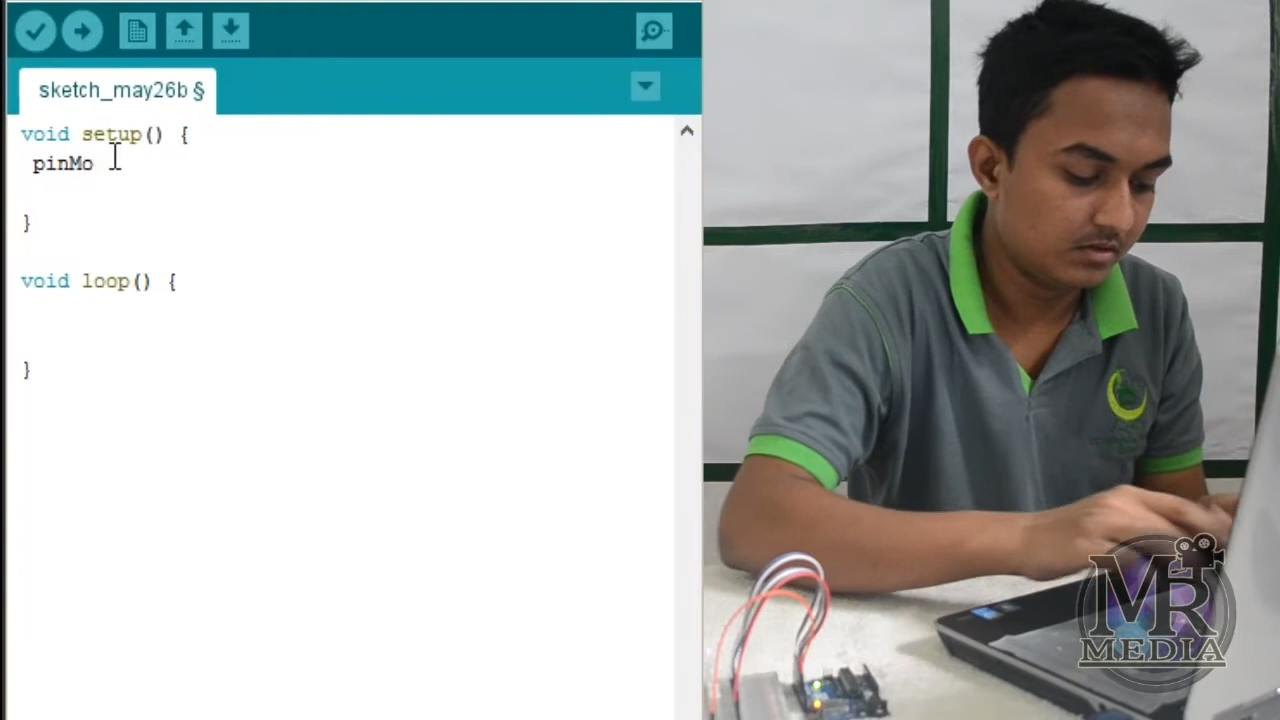 sketch_may26b §
void setup() {
pinMo
}
void loop() {
}
MR
MEDIA